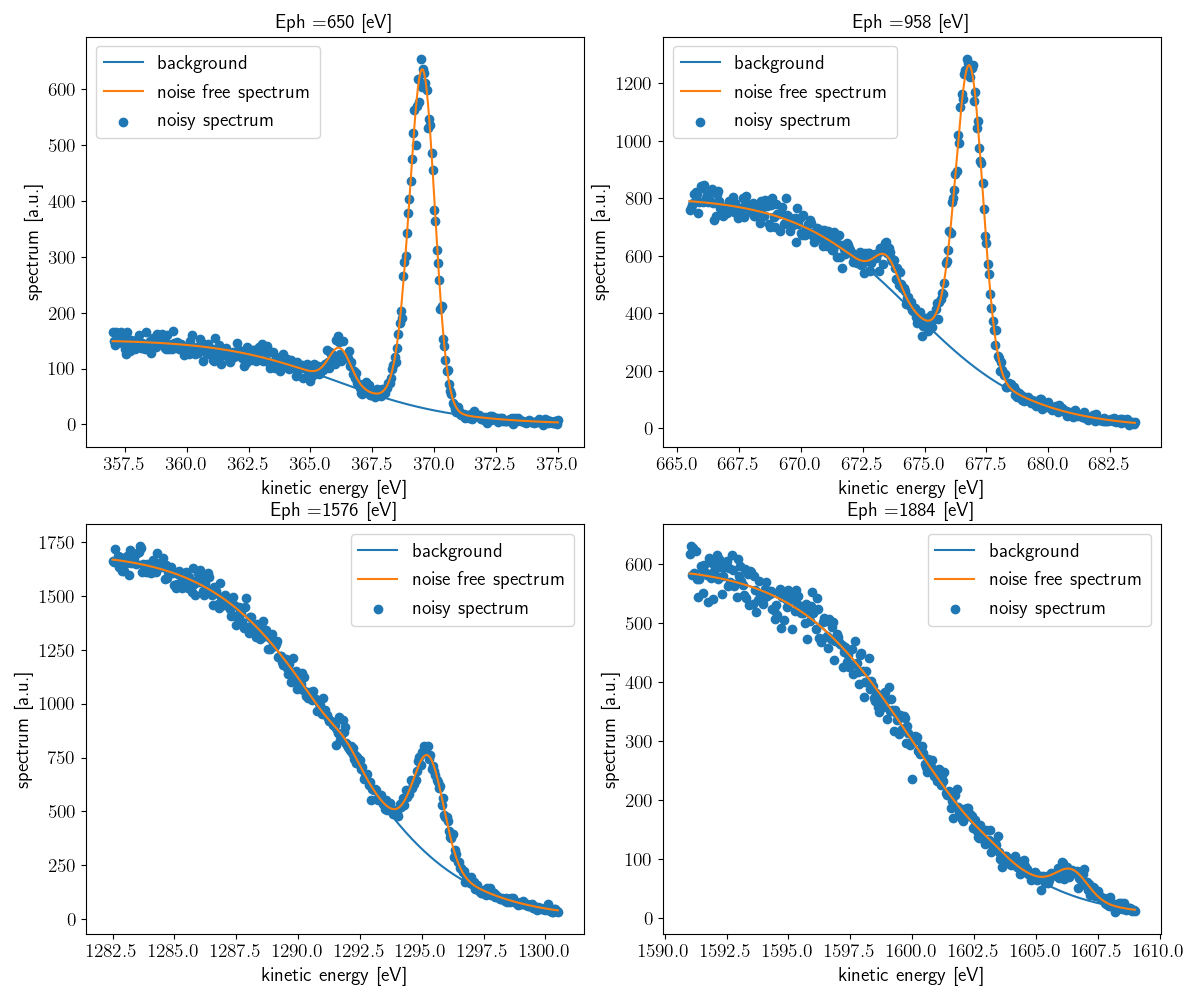 Eph =650 [eV]
background
noise free spectrum
noisy spectrum
spectrum [a.u.]
600
500
400
300
200
100
0
357.5 360.0 362.5 365.0 367.5 370.0 372.5 375.0
kinetic energy [eV]
Eph =958 [eV]
background
noise free spectrum
noisy spectrum
spectrum [a.u.]
1200
1000
800
600
400
200
0
665.0 667.5 670.0 672.5 675.0 677.5 680.0 682.5
kinetic energy [eV]
Eph =1576 [eV]
background
noise free spectrum
noisy spectrum
spectrum [a.u.]
1750
1500
1250
1000
750
500
250
0
1282.5 1285.0 1287.5 1290.0 1292.5 1295.0 1297.5 1300.0
kinetic energy [eV]
Eph =1884 [eV]
background
noise free spectrum
noisy spectrum
spectrum [a.u.]
600
500
400
300
200
100
0
1590.0 1592.5 1595.0 1597.5 1600.0 1602.5 1605.0 1607.5 1610.0
kinetic energy [eV]